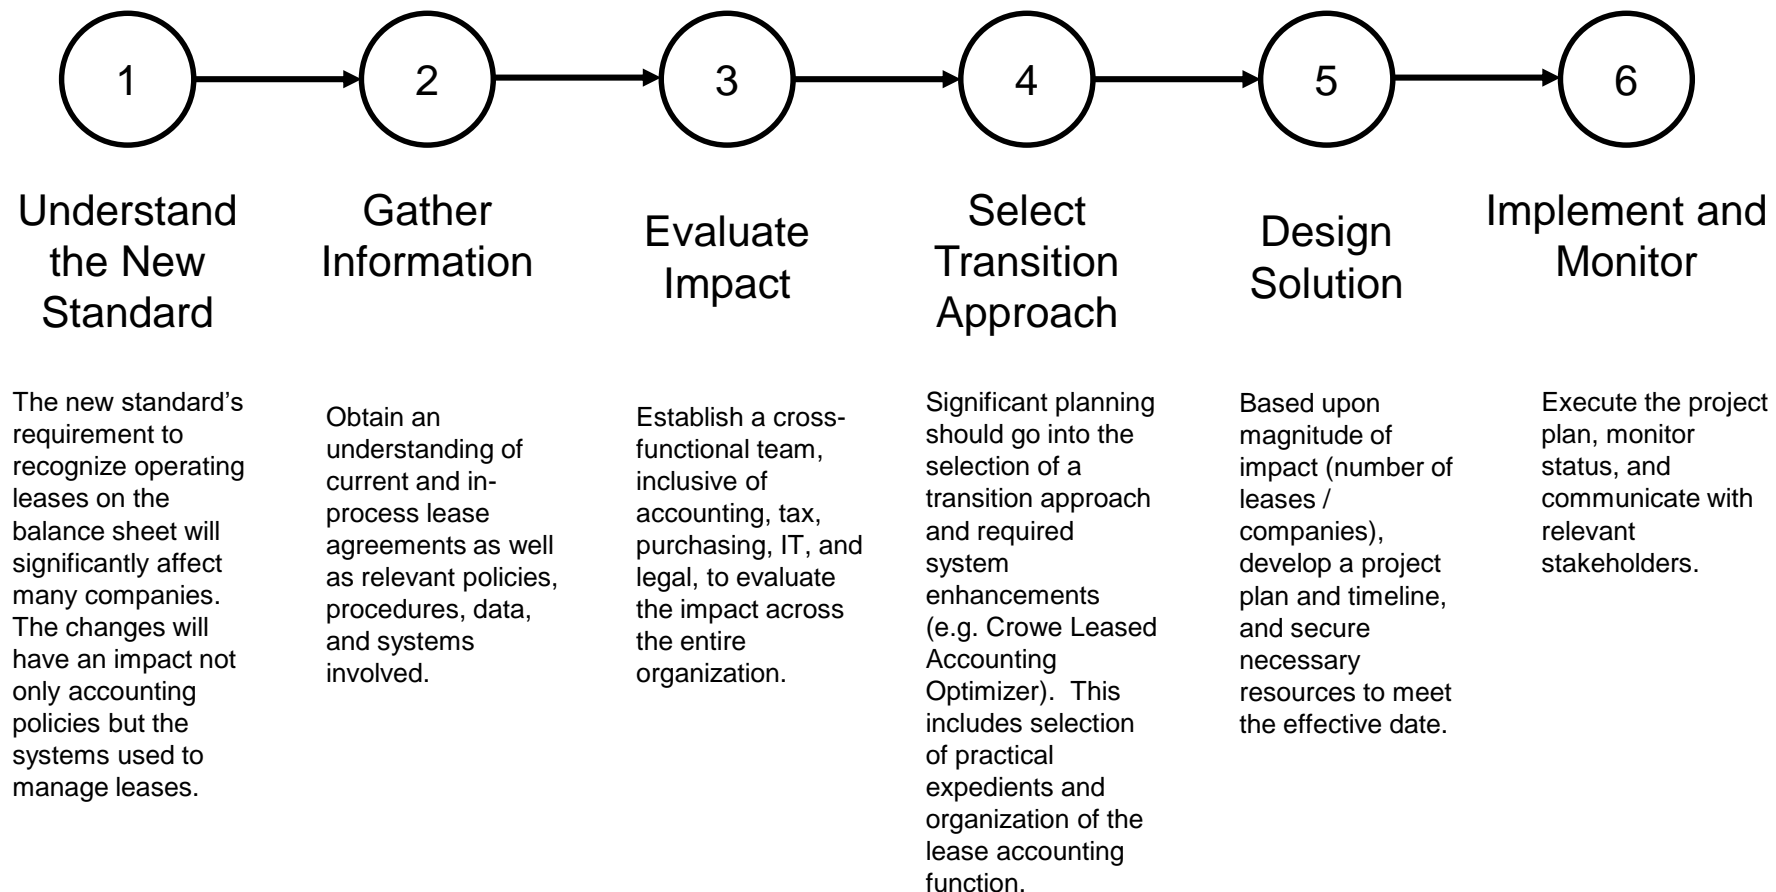 1
2
3
4
5
6
Understand
the New
Standard
Gather
Information
Evaluate
Impact
Select
Transition
Approach
Design
Solution
Implement and
Monitor
The new standard's
requirement to
recognize operating
leases on the
balance sheet will
significantly affect
many companies.
The changes will
have an impact not
only accounting
policies but the
systems used to
manage leases.
Obtain an
understanding of
current and in-
process lease
agreements as well
as relevant policies,
procedures, data,
and systems
involved.
Establish a cross-
functional team,
inclusive of
accounting, tax,
purchasing, IT, and
legal, to evaluate
the impact across
the entire
organization.
Significant planning
should go into the
selection of a
transition approach
and required
system
enhancements
(e.g. Crowe Leased
Accounting
Optimizer).  This
includes selection
of practical
expedients and
organization of the
lease accounting
function.
Based upon
magnitude of
impact (number of
leases /
companies),
develop a project
plan and timeline,
and secure
necessary
resources to meet
the effective date.
Execute the project
plan, monitor
status, and
communicate with
relevant
stakeholders.